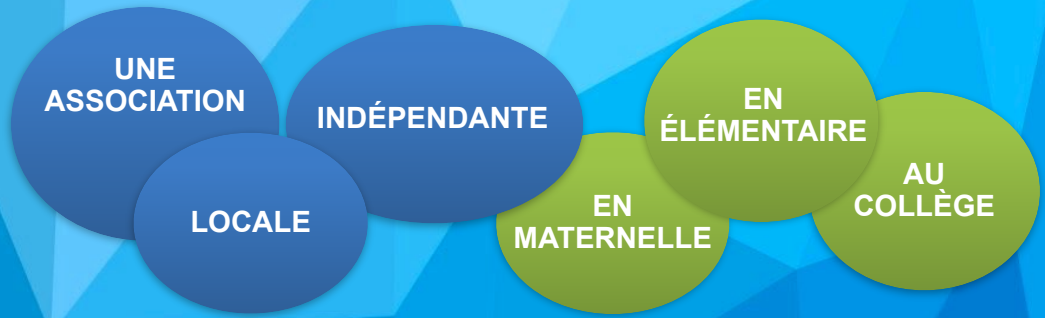 UNE
ASSOCIATION
LOCALE
INDÉPENDANTE
EN
MATERNELLE
EN
ÉLÉMENTAIRE
AU
COLLÈGE